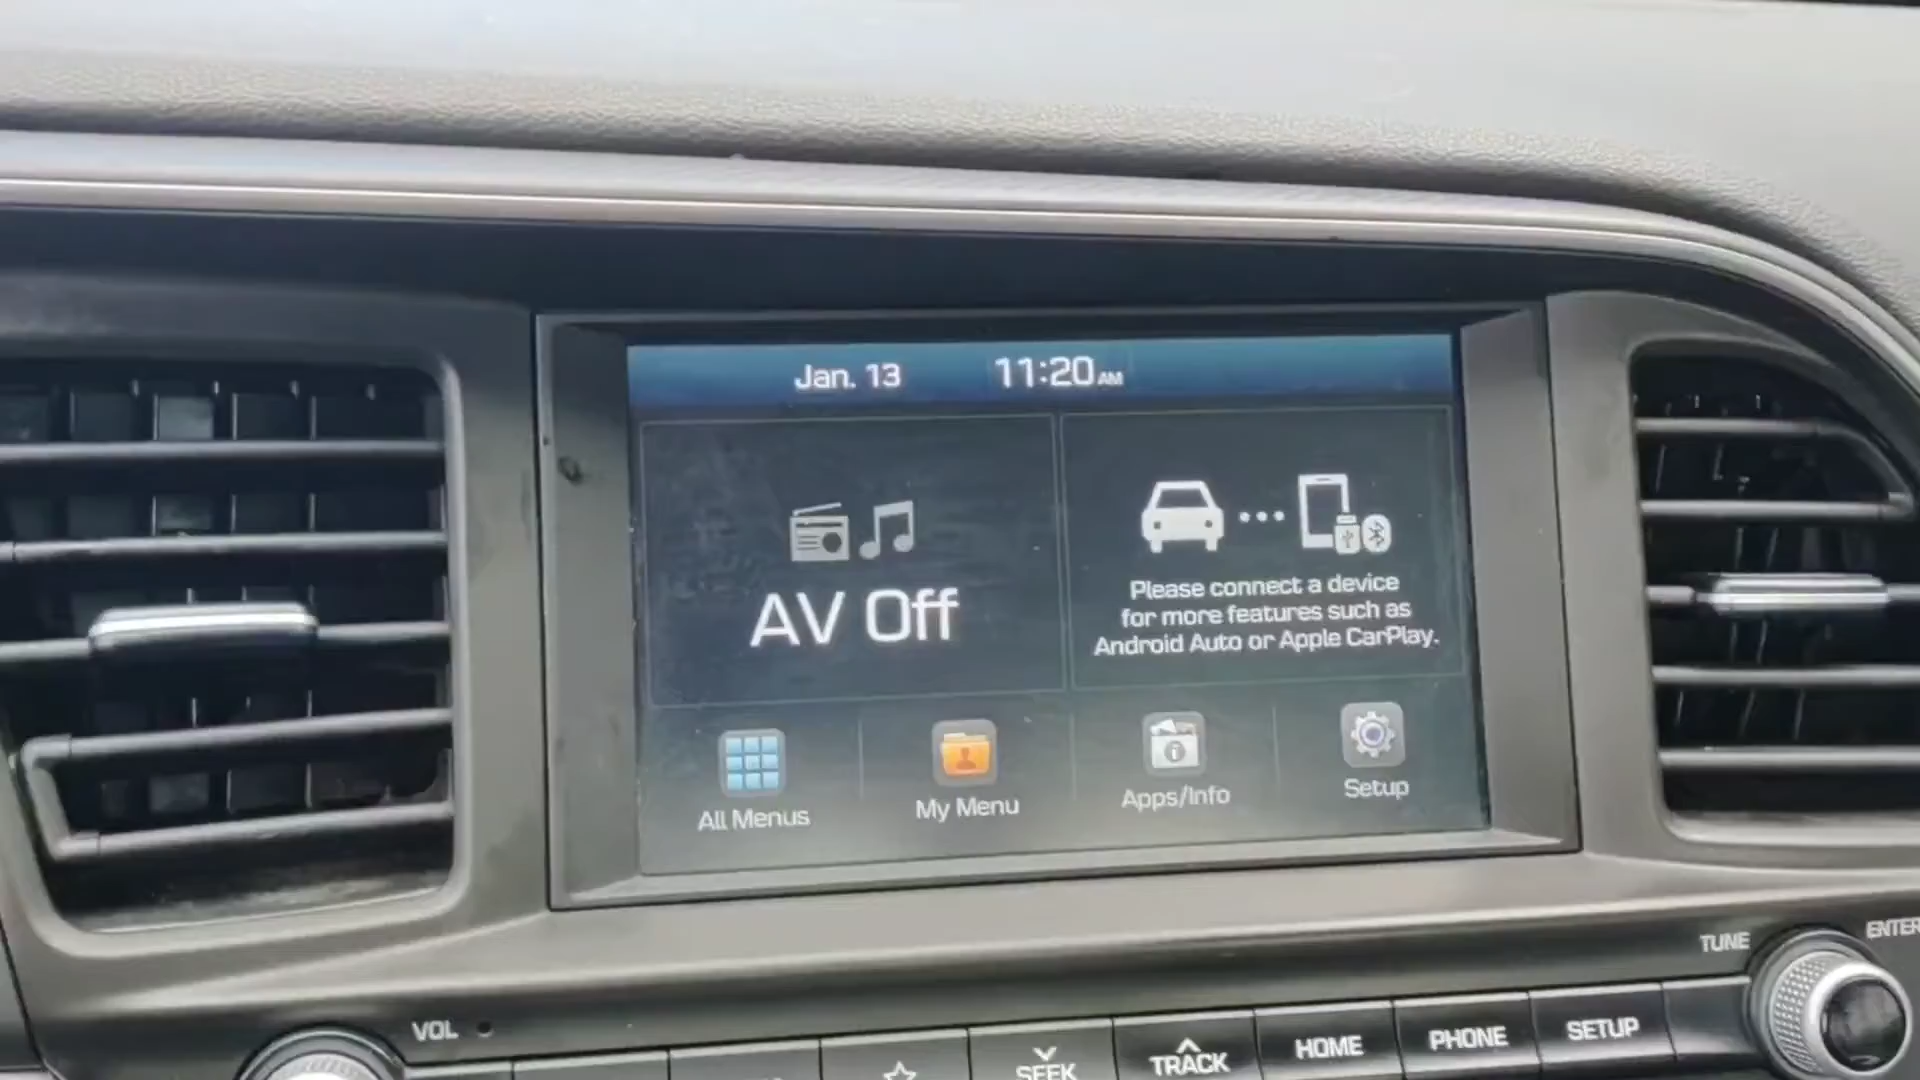 Jan. 13
11:20 AM
AV Off
Please connect a device
for more features such as
Android Auto or Apple CarPlay.
All Menus
My Menu
Apps/Info
Setup
TUNE
ENTER
VOL
SEEK
TRACK
HOME
PHONE
SETUP